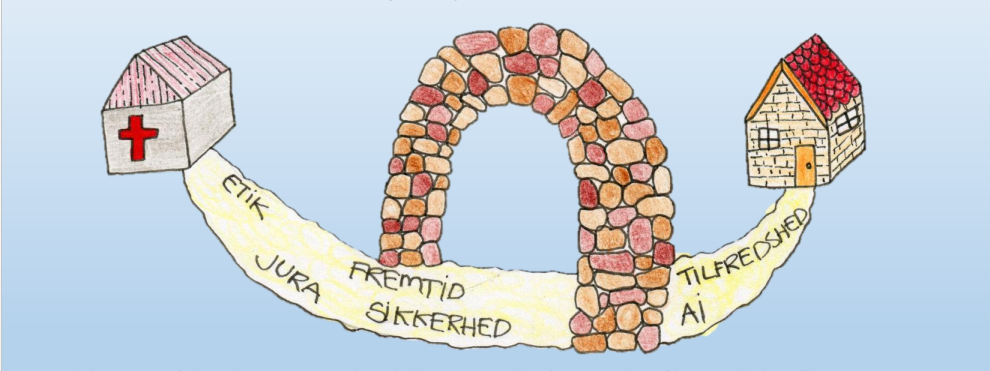 ETIK
JURA
FREMTID
SIKKERHED
TILFREDSHED
AI